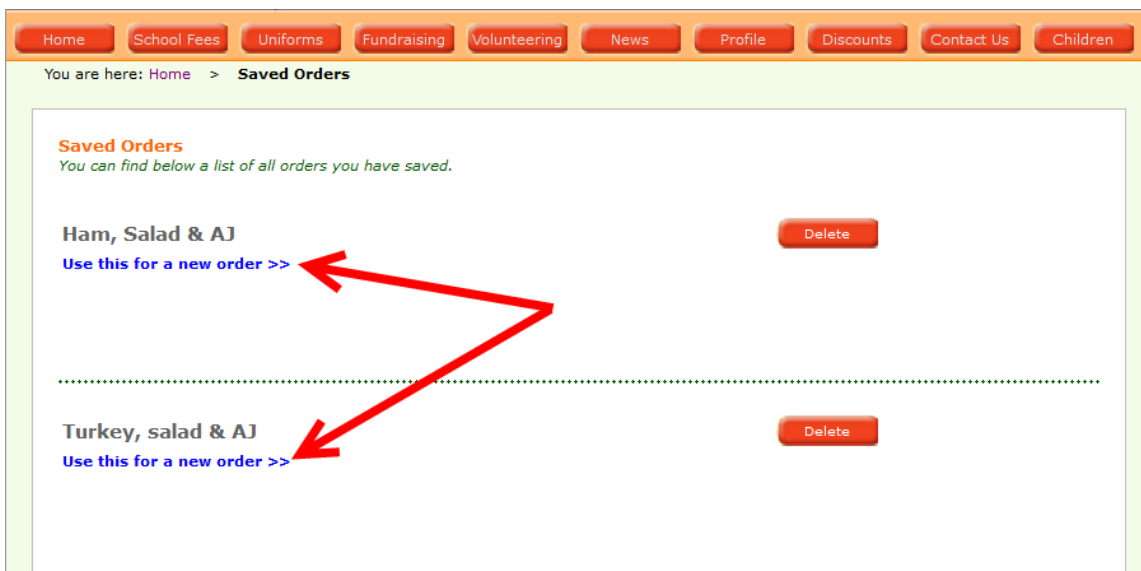 Home School Fees Uniforms Fundraising Volunteering News Profile Discounts Contact Us Children
You are here: Home > Saved Orders
Saved Orders
You can find below a list of all orders you have saved.
Ham, Salad & AJ Delete
Use this for a new order >>
Turkey, salad & AJ Delete
Use this for a new order >>